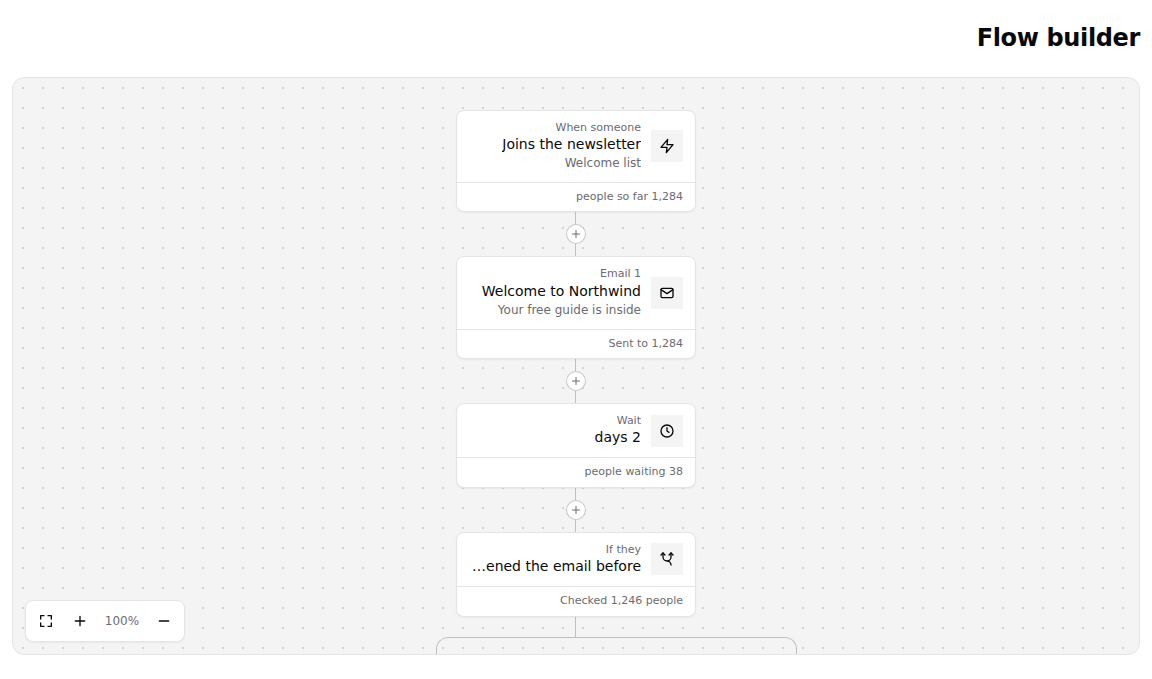 Flow builder
When someone
Joins the newsletter
Welcome list
people so far 1,284
Email 1
Welcome to Northwind
Your free guide is inside
Sent to 1,284
Wait
days 2
people waiting 38
If they
…ened the email before
Checked 1,246 people
100%